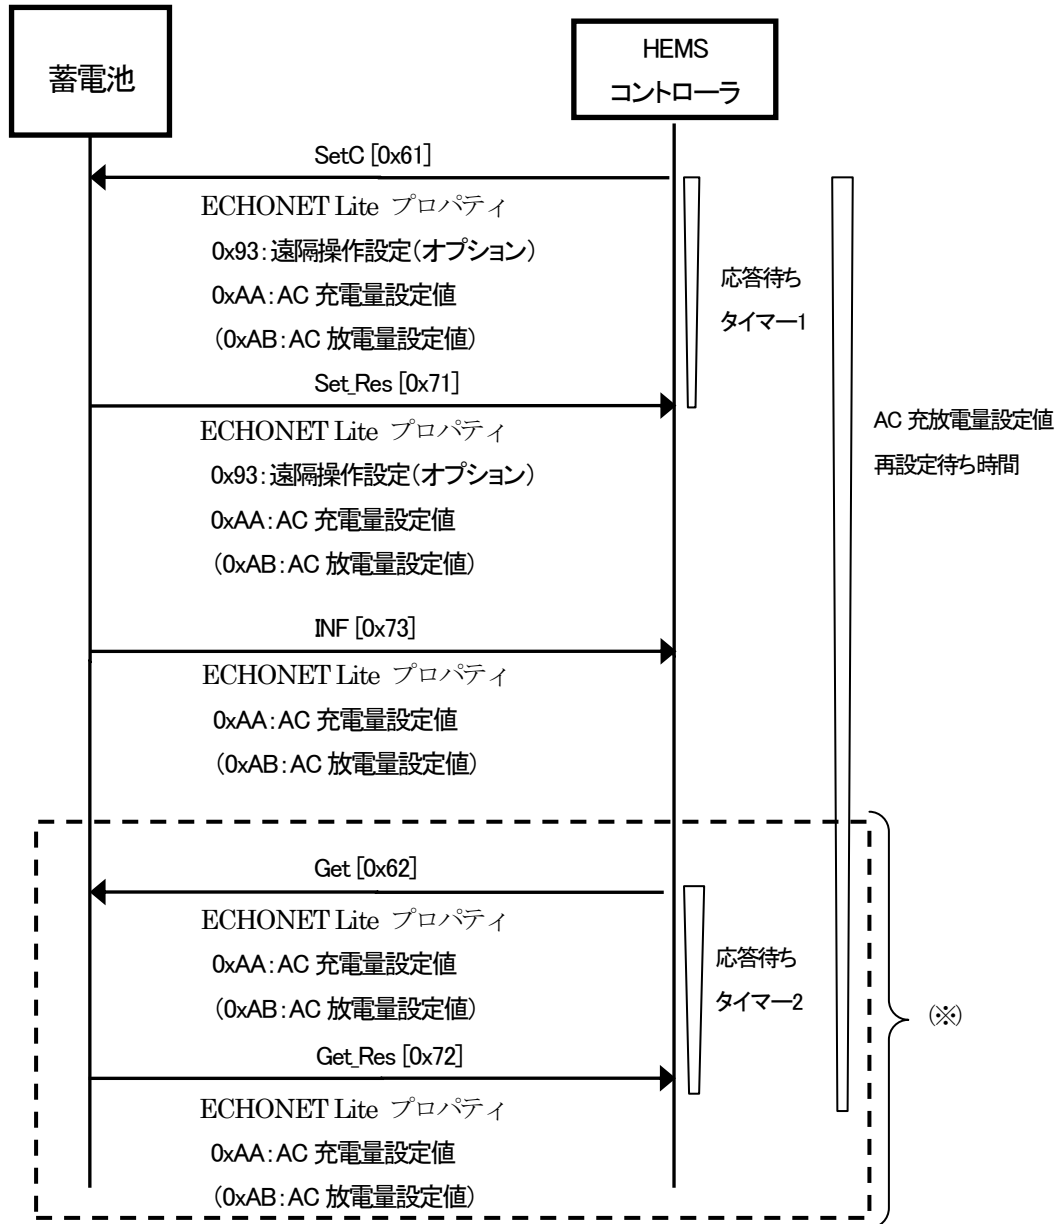 蓄電池
HEMS
コントローラ
SetC [0x61]
ECHONET Lite プロパティ
0x93:遠隔操作設定(オプション)
0xAA:AC 充電量設定値
(0xAB:AC 放電量設定値)
応答待ち
タイマー1
Set_Res [0x71]
ECHONET Lite プロパティ
0x93:遠隔操作設定(オプション)
0xAA:AC 充電量設定値
(0xAB:AC 放電量設定値)
AC 充放電量設定値
再設定待ち時間
INF [0x73]
ECHONET Lite プロパティ
0xAA:AC 充電量設定値
(0xAB:AC 放電量設定値)
Get [0x62]
ECHONET Lite プロパティ
0xAA:AC 充電量設定値
(0xAB:AC 放電量設定値)
応答待ち
タイマー2
(※)
Get_Res [0x72]
ECHONET Lite プロパティ
0xAA:AC 充電量設定値
(0xAB:AC 放電量設定値)